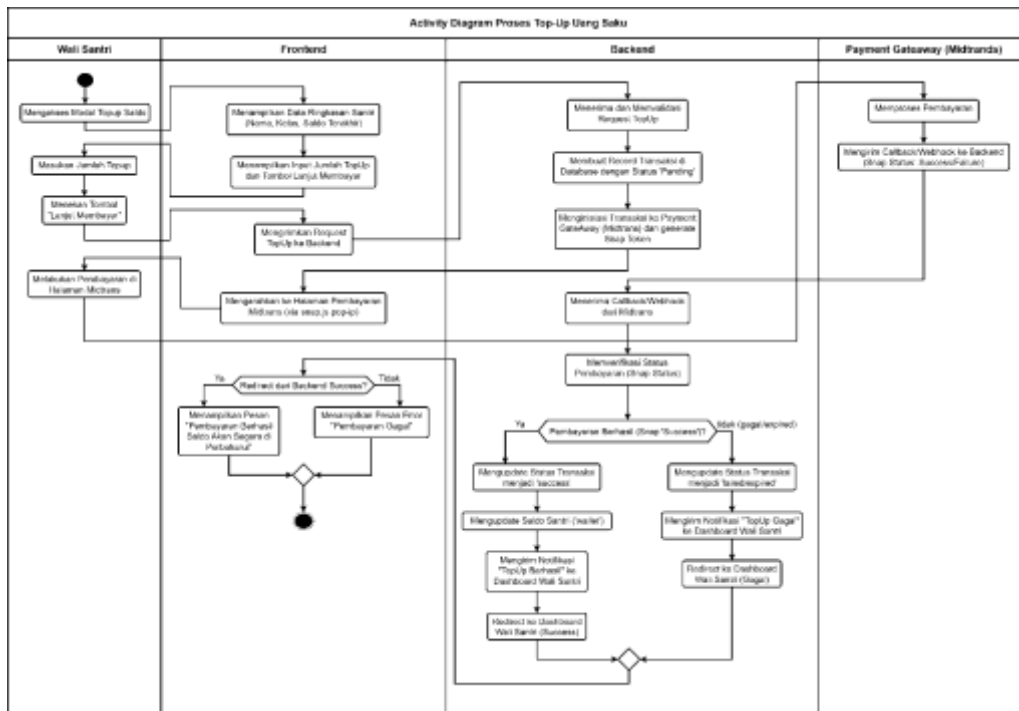 Activity Diagram Proses Top-Up Uang Saku
Wali Santri
Frontend
Backend
Payment Gateaway (Midtrands)
Mengakses Modal Topup Saldo
Menampilkan Data Ringkasan Santri
(Nama, Kelas, Saldo Terakhir)
Menerima dan Memvalidasi
Request TopUp
Memproses Pembayaran
Masukan Jumlah Topup
Menampilkan Input Jumlah TopUp
dan Tombol Lanjut Membayar
Membuat Record Transaksi di
Database dengan Status 'Pending'
Mengirim Callback/Webhook ke Backend
(Snap Status: Success/Failure)
Menekan Tombol
"Lanjut Membayar"
Mengirimkan Request
TopUp ke Backend
Menginisiasi Transaksi ke Payment
GateAway (Midtrans) dan generate
Snap Token
Melakukan Pembayaran di
Halaman Midtrans
Mengarahkan ke Halaman Pembayaran
Midtrans (via snap.js pop-up)
Menerima Callback/Webhook
dari Midtrans
Memverifikasi Status
Pembayaran (Snap Status)
Redirect dari Backend Success?
Ya
Tidak
Menampilkan Pesan
"Pembayaran Berhasil
Saldo Akan Segera di
Menampilkan Pesan Error
"Pembayaran Gagal"
Pembayaran Berhasil (Snap 'Success')?
Ya
tidak (gagal/expired)
Mengupdate Status Transaksi
menjadi 'success'
Mengupdate Status Transaksi
menjadi
Mengupdate Saldo Santri ('wallet')
Mengirim Notifikasi "TopUp Gagal"
ke Dashboard Wali Santri
Mengirim Notifikasi
"TopUp Berhasil" ke
Dashboard Wali Santri
Redirect ke Dashboard
Wali Santri (Gagal)
Redirect ke Dashboard
Wali Santri (Success)